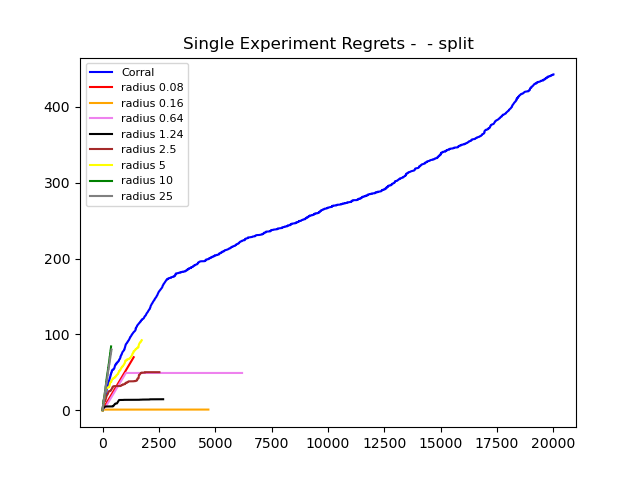 Single Experiment Regrets -  - split
Corral
radius 0.08
radius 0.16
radius 0.64
radius 1.24
radius 2.5
radius 5
radius 10
radius 25
400
300
200
100
0
0 2500 5000 7500 10000 12500 15000 17500 20000